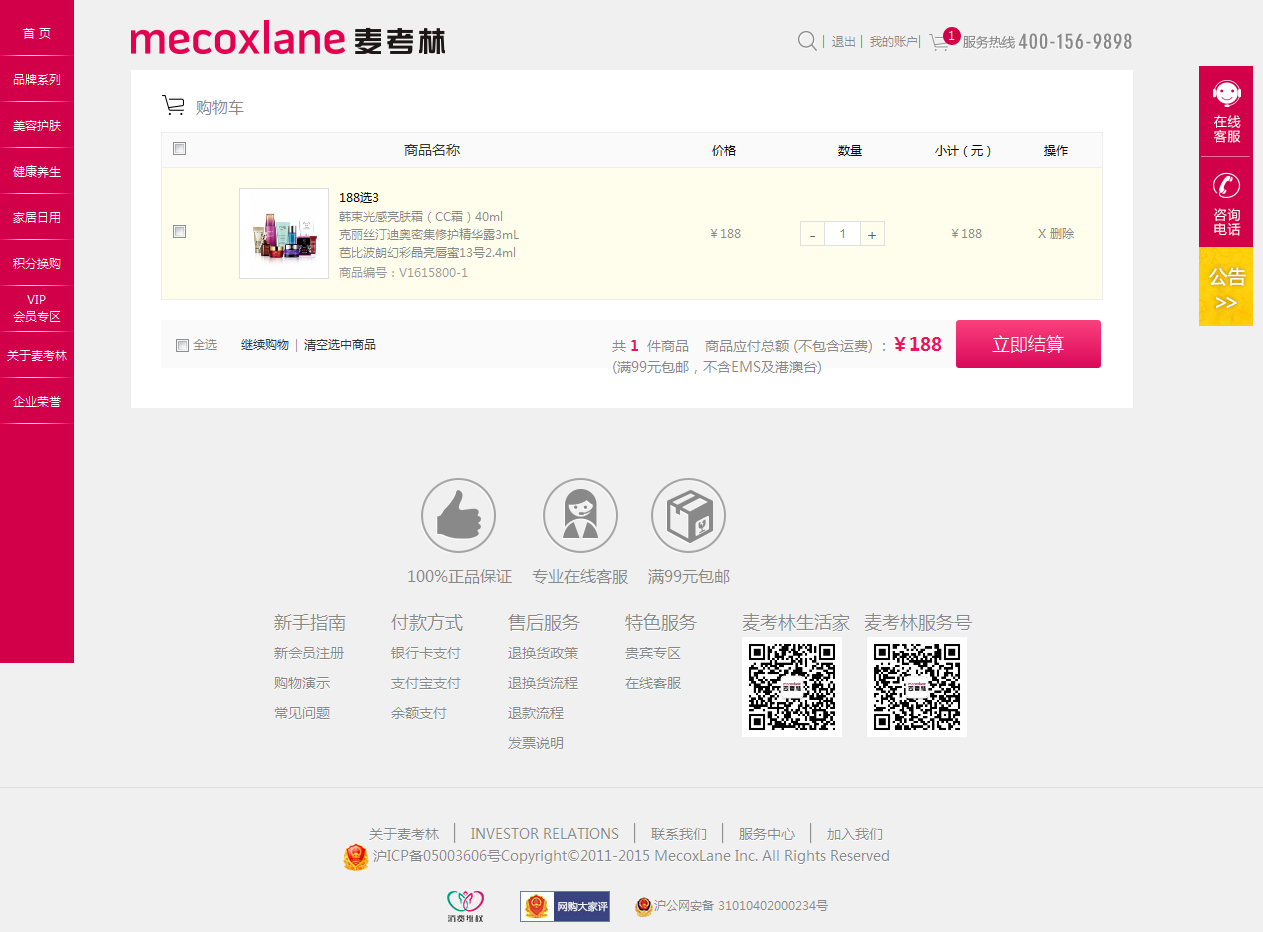 首 页
品牌系列
美容护肤
健康养生
家居日用
积分换购
VIP
会员专区
关于麦考林
企业荣誉
mecoxlane 麦考林
| 退出 | 我的账户| 1 服务热线 400-156-9898
购物车
商品名称 价格 数量 小计（元） 操作
188选3
韩束光感亮肤霜（CC霜）40ml
克丽丝汀迪奥密集修护精华露3mL
芭比波朗幻彩晶亮唇蜜13号2.4ml
商品编号：V1615800-1
¥188 - 1 + ¥188 X 删除
全选 继续购物 | 清空选中商品
共 1 件商品 商品应付总额 (不包含运费) ：¥188
(满99元包邮，不含EMS及港澳台)
立即结算
在线
客服
咨询
电话
公告
>>
100%正品保证 专业在线客服 满99元包邮
新手指南 付款方式 售后服务 特色服务 麦考林生活家 麦考林服务号
新会员注册 银行卡支付 退换货政策 贵宾专区
购物演示 支付宝支付 退换货流程 在线客服
常见问题 余额支付 退款流程
发票说明
关于麦考林 INVESTOR RELATIONS 联系我们 服务中心 加入我们
沪ICP备05003606号Copyright©2011-2015 MecoxLane Inc. All Rights Reserved
消费维权 网购大家评 沪公网安备 31010402000234号